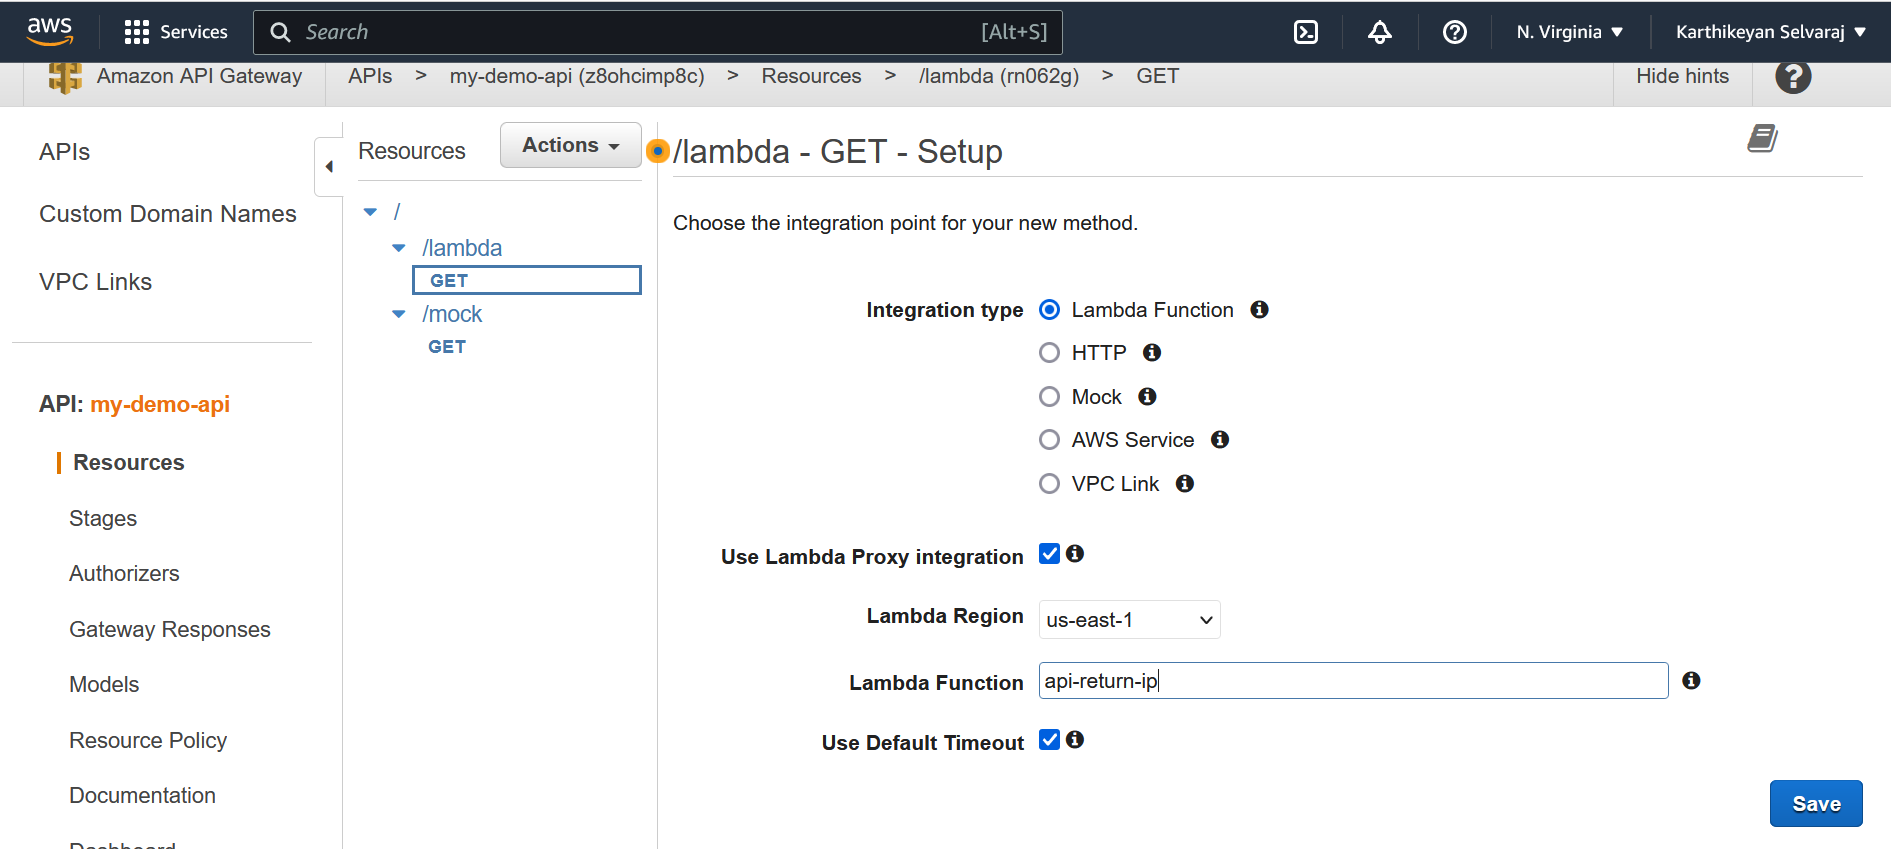 aws Services Search [Alt+S] N. Virginia Karthikeyan Selvaraj
Amazon API Gateway APIs > my-demo-api (z8ohcimp8c) > Resources > /lambda (rn062g) > GET Hide hints ?
APIs
Custom Domain Names
VPC Links
API: my-demo-api
Resources
Stages
Authorizers
Gateway Responses
Models
Resource Policy
Documentation
Dashboard
Resources Actions
/
/lambda
GET
/mock
GET
/lambda - GET - Setup
Choose the integration point for your new method.
Integration type Lambda Function
HTTP
Mock
AWS Service
VPC Link
Use Lambda Proxy integration
Lambda Region us-east-1
Lambda Function api-return-ip
Use Default Timeout
Save